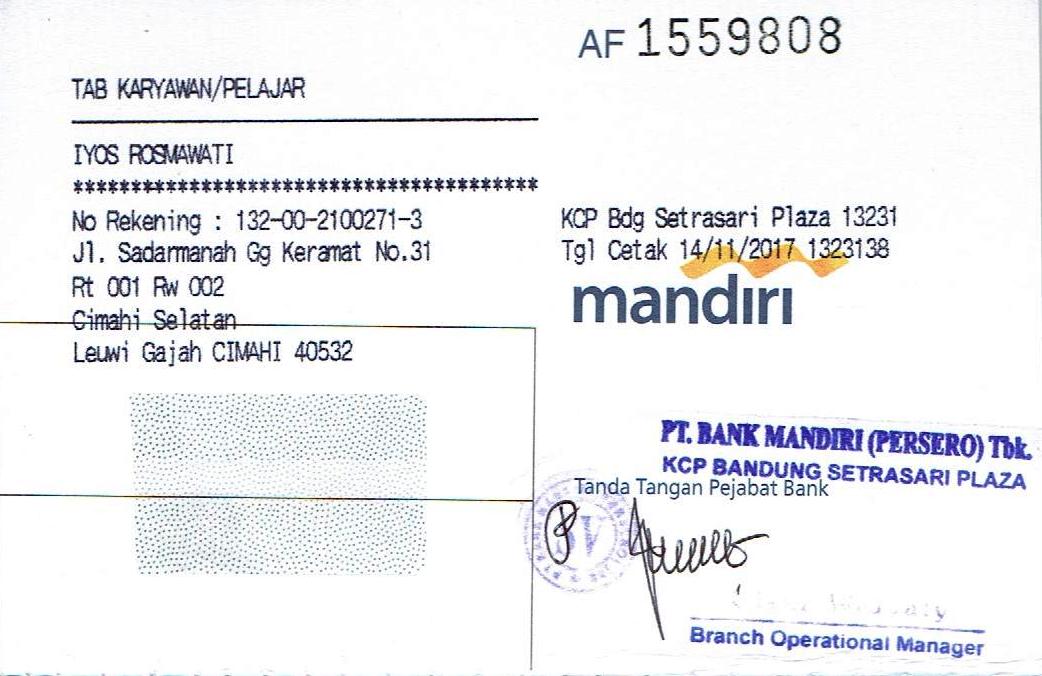 AF 1559808
TAB KARYAWAN/PELAJAR
IYOS ROSMAWATI
****************************************
No Rekening : 132-00-2100271-3
Jl. Sadarmanah Gg Keramat No.31
Rt 001 Rw 002
Cimahi Selatan
Leuwi Gajah CIMAHI 40532
KCP Bdg Setrasari Plaza 13231
Tgl Cetak 14/11/2017 1323138
mandiri
PT. BANK MANDIRI (PERSERO) Tbk.
KCP BANDUNG SETRASARI PLAZA
Tanda Tangan Pejabat Bank
Branch Operational Manager